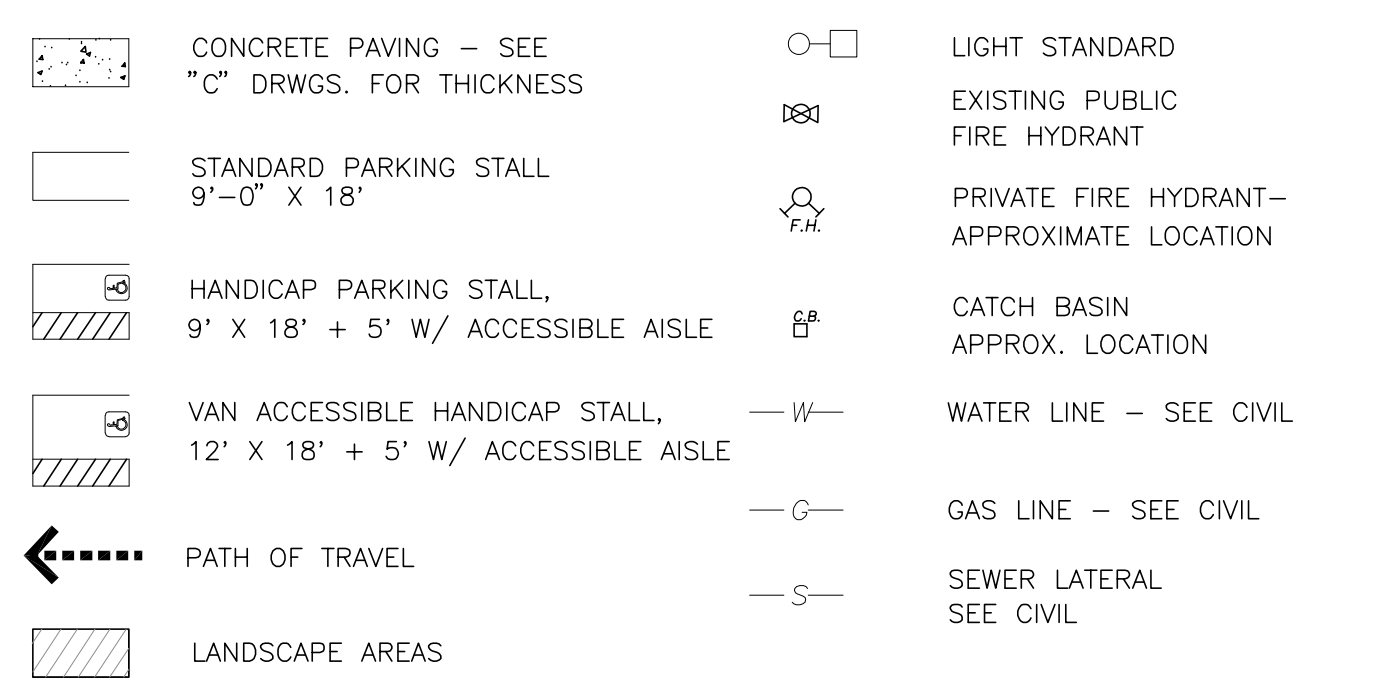 CONCRETE PAVING – SEE
"C" DRWGS. FOR THICKNESS
STANDARD PARKING STALL
9'–0" X 18'
HANDICAP PARKING STALL,
9' X 18' + 5' W/ ACCESSIBLE AISLE
VAN ACCESSIBLE HANDICAP STALL,
12' X 18' + 5' W/ ACCESSIBLE AISLE
PATH OF TRAVEL
LANDSCAPE AREAS
LIGHT STANDARD
EXISTING PUBLIC
FIRE HYDRANT
F.H.
PRIVATE FIRE HYDRANT–
APPROXIMATE LOCATION
C.B.
CATCH BASIN
APPROX. LOCATION
W
WATER LINE – SEE CIVIL
G
GAS LINE – SEE CIVIL
S
SEWER LATERAL
SEE CIVIL